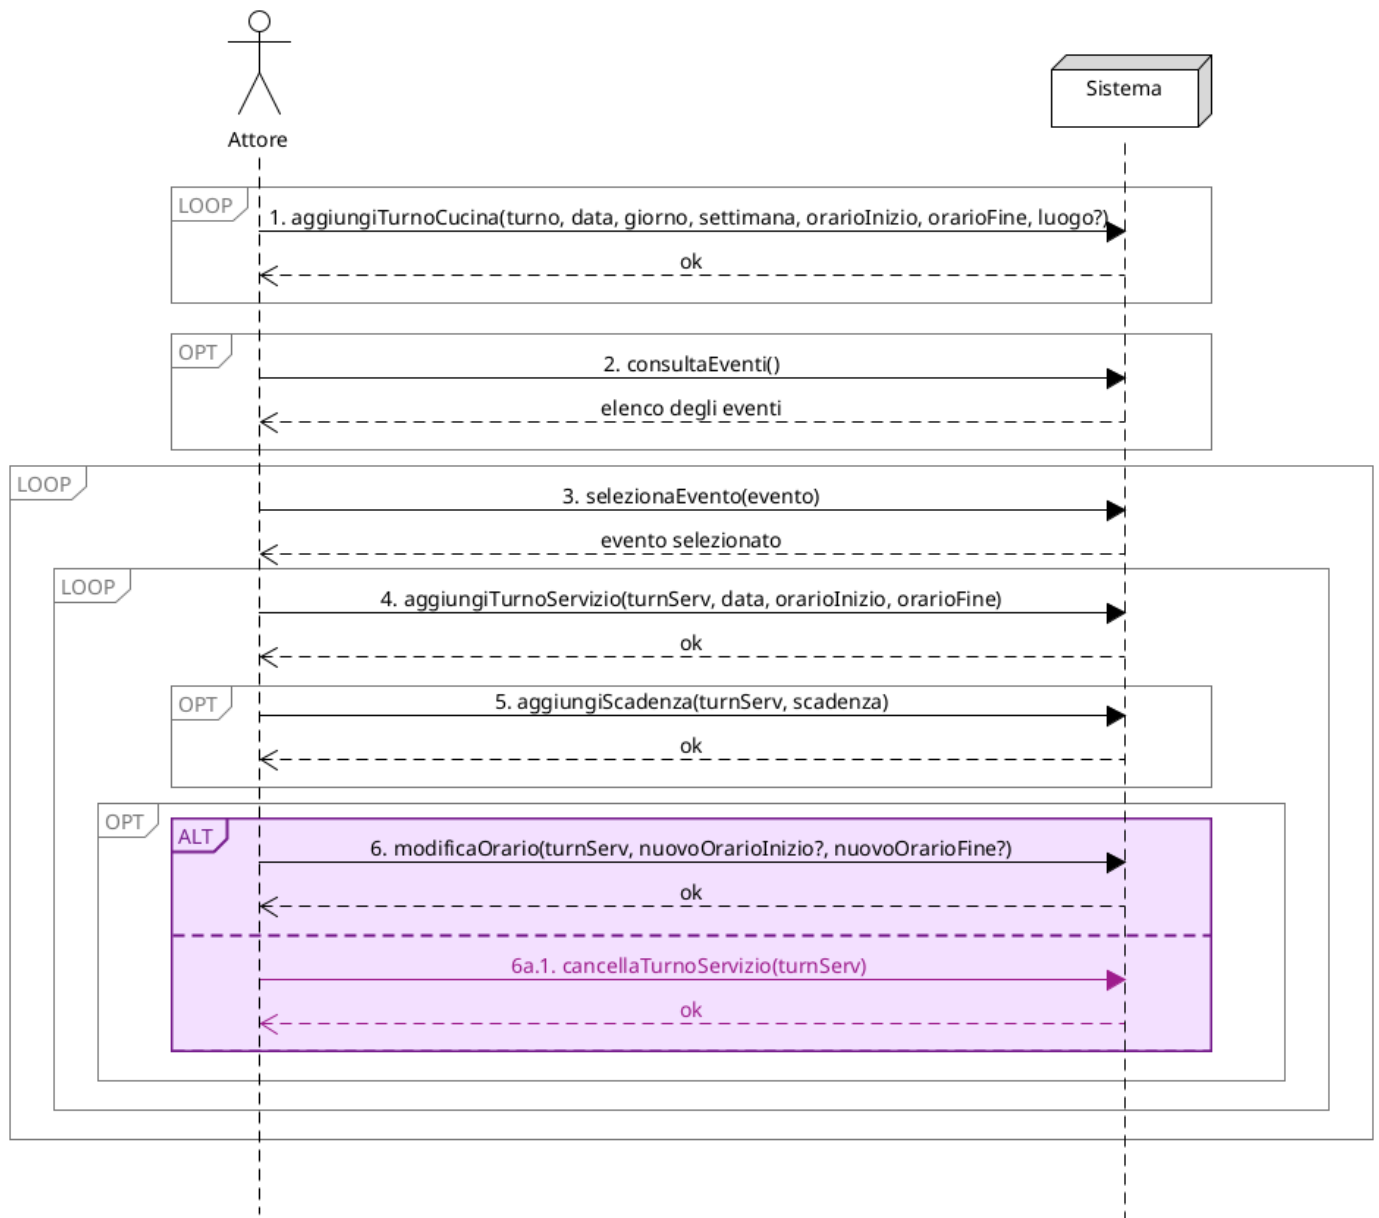 Attore
Sistema
LOOP
1. aggiungiTurnoCucina(turno, data, giorno, settimana, orarioInizio, orarioFine, luogo?)
ok
OPT
2. consultaEventi()
elenco degli eventi
LOOP
3. selezionaEvento(evento)
evento selezionato
LOOP
4. aggiungiTurnoServizio(turnServ, data, orarioInizio, orarioFine)
ok
OPT
5. aggiungiScadenza(turnServ, scadenza)
ok
OPT
ALT
6. modificaOrario(turnServ, nuovoOrarioInizio?, nuovoOrarioFine?)
ok
6a.1. cancellaTurnoServizio(turnServ)
ok